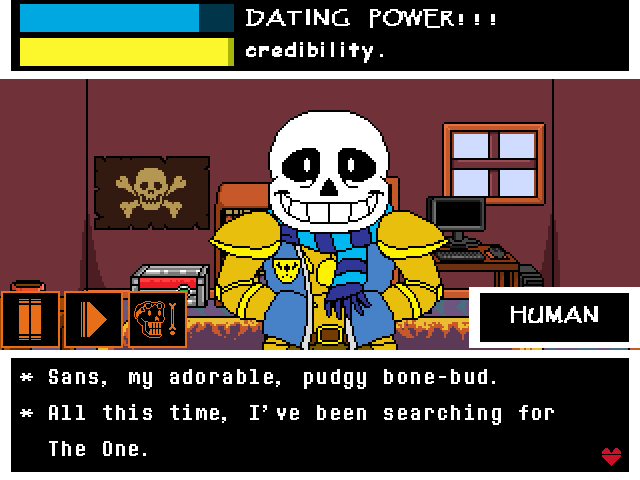 DATING POWER!!!
credibility.
HUMAN
* Sans, my adorable, pudgy bone-bud.
* All this time, I've been searching for
The One.